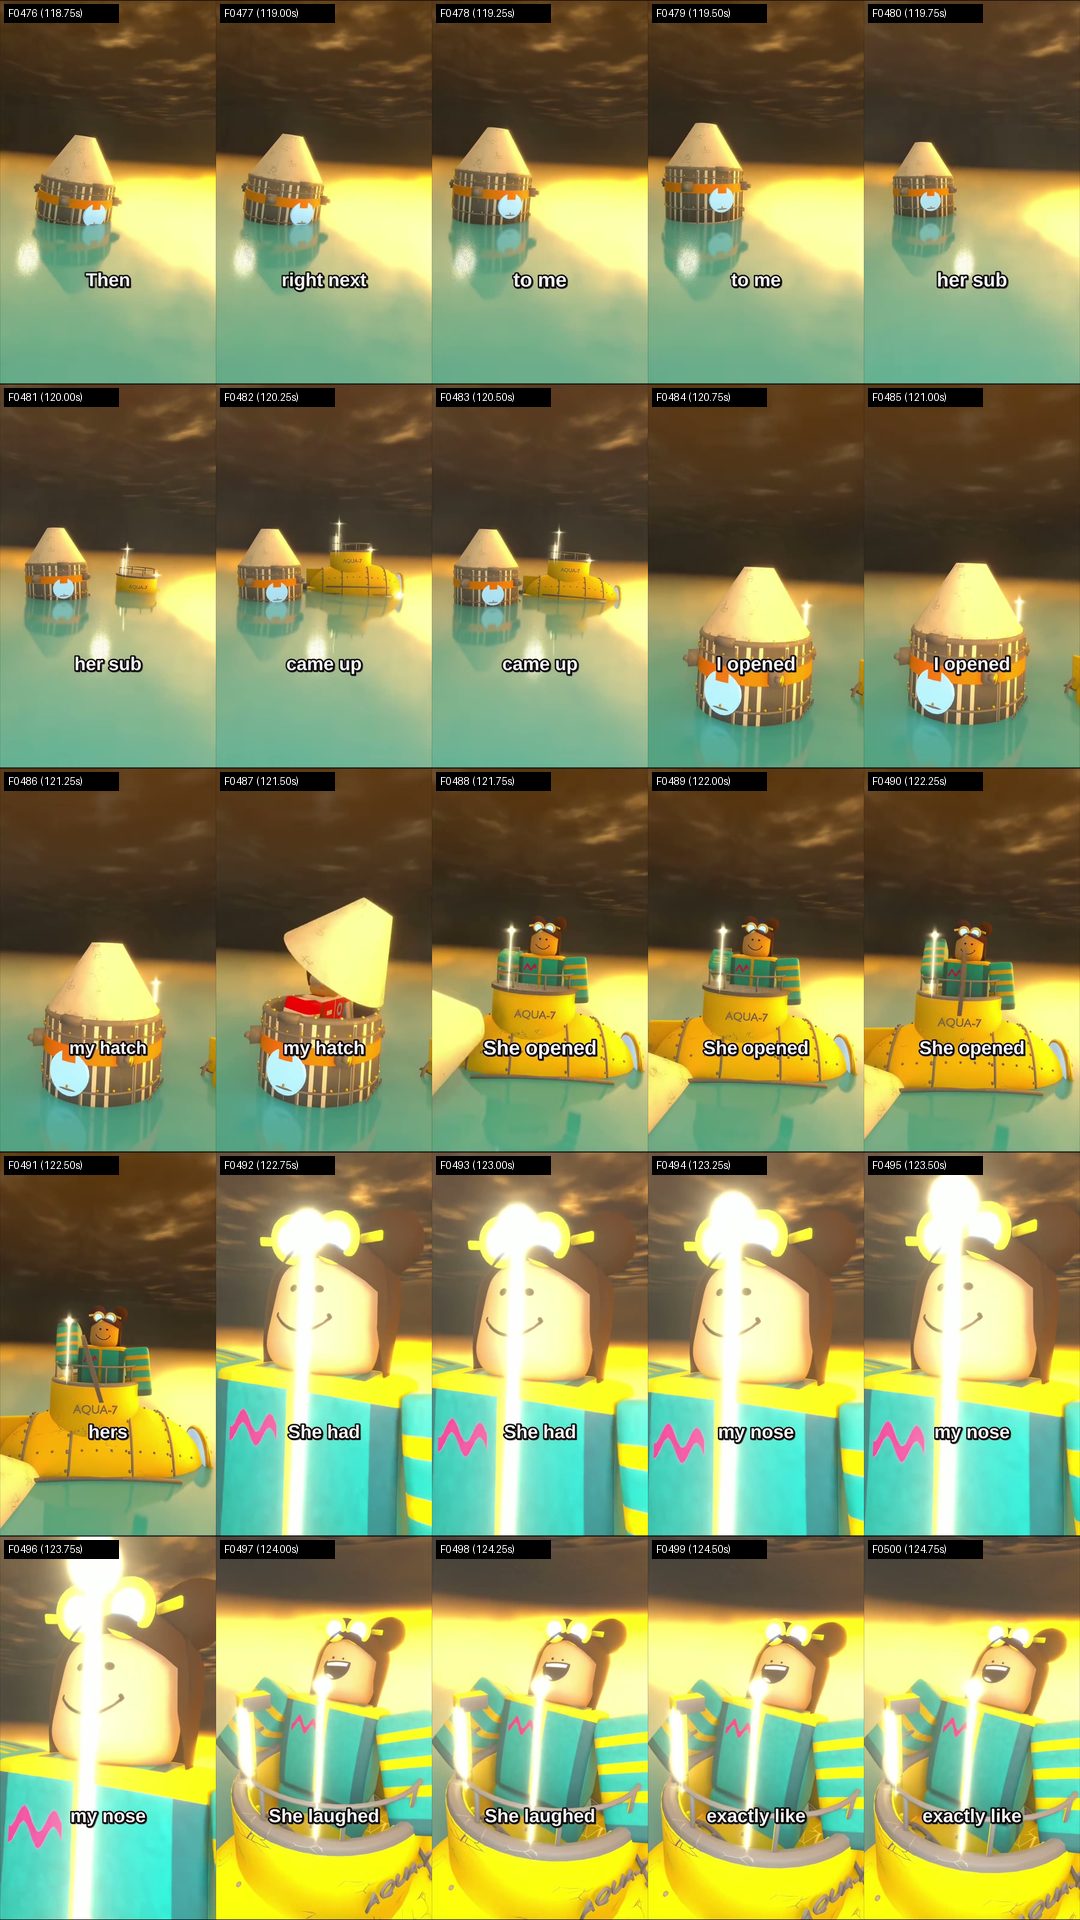 F0476 (118.75s)
F0477 (119.00s)
F0478 (119.25s)
F0479 (119.50s)
F0480 (119.75s)
Then
right next
to me
to me
her sub
F0481 (120.00s)
F0482 (120.25s)
F0483 (120.50s)
F0484 (120.75s)
F0485 (121.00s)
AQUA-7
AQUA-7
AQUA-7
her sub
came up
came up
I opened
I opened
F0486 (121.25s)
F0487 (121.50s)
F0488 (121.75s)
F0489 (122.00s)
F0490 (122.25s)
AQUA-7
AQUA-7
AQUA-7
my hatch
my hatch
She opened
She opened
She opened
F0491 (122.50s)
F0492 (122.75s)
F0493 (123.00s)
F0494 (123.25s)
F0495 (123.50s)
AQUA-7
hers
She had
She had
my nose
my nose
F0496 (123.75s)
F0497 (124.00s)
F0498 (124.25s)
F0499 (124.50s)
F0500 (124.75s)
my nose
She laughed
She laughed
exactly like
exactly like